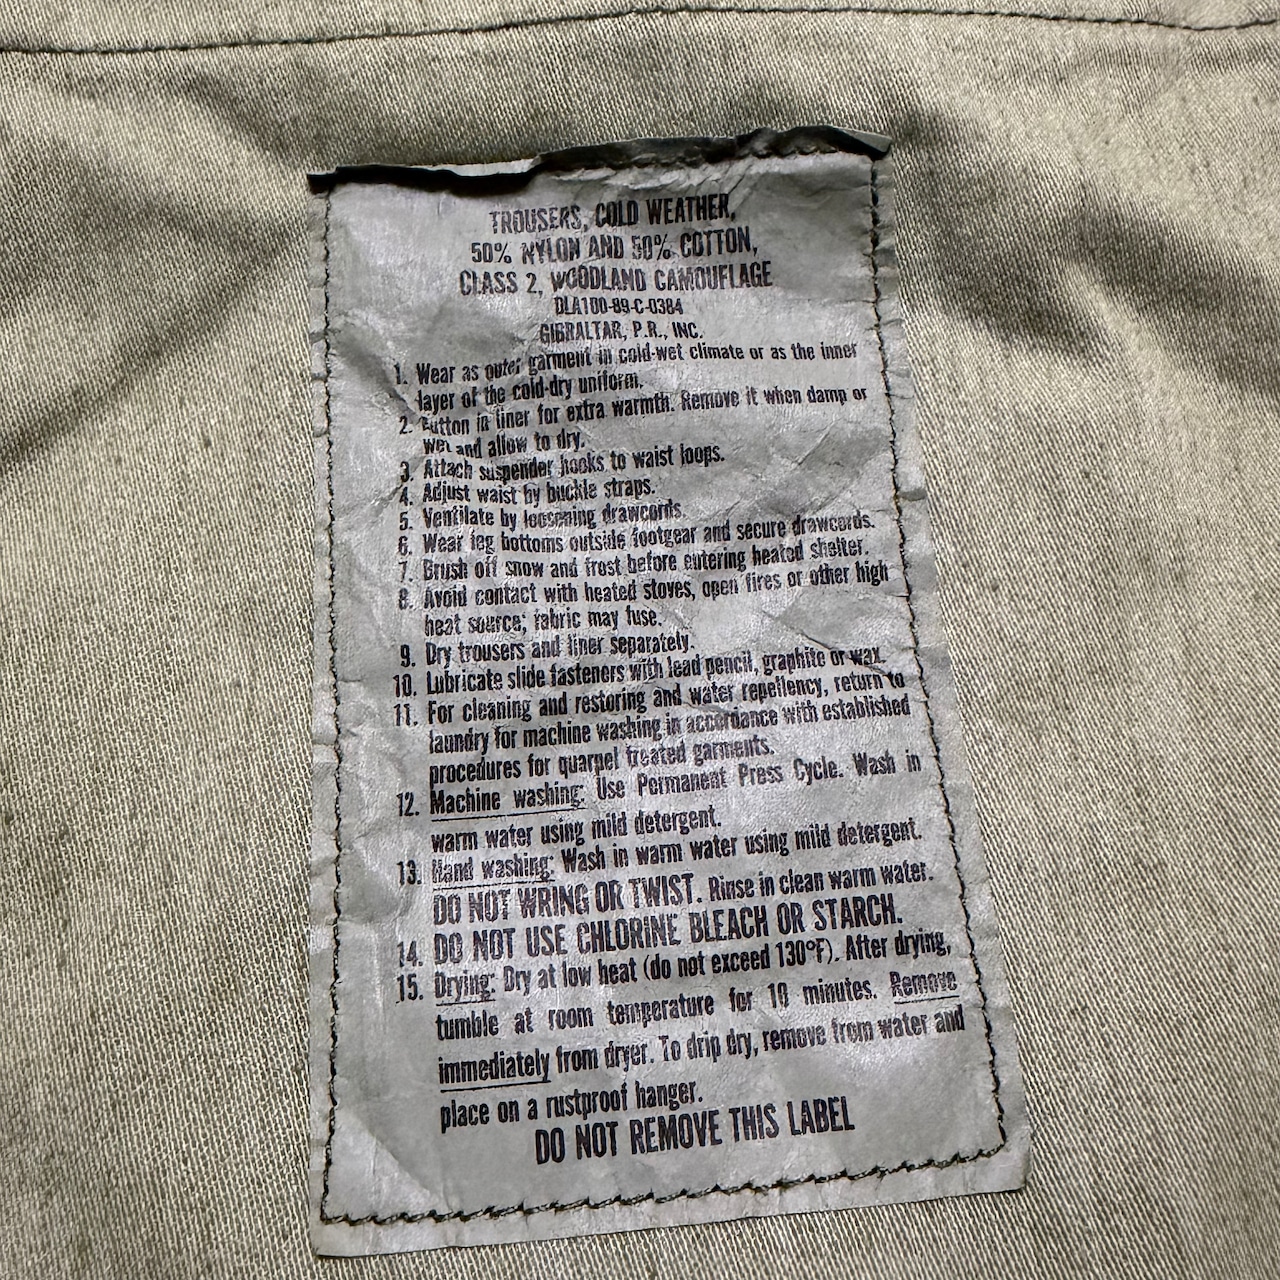 TROUSERS, COLD WEATHER,
50% NYLON AND 50% COTTON,
CLASS 2, WOODLAND CAMOUFLAGE
DLA100-89-C-0384
GIBRALTAR, P.R., INC.
1. Wear as outer garment in cold-wet climate or as the inner
layer of the cold-dry uniform.
2. Button in liner for extra warmth. Remove it when damp or
wet and allow to dry.
3. Attach suspender hooks to waist loops.
4. Adjust waist by buckle straps.
5. Ventilate by loosening drawcords.
6. Wear leg bottoms outside footgear and secure drawcords.
7. Brush off snow and frost before entering heated shelter.
8. Avoid contact with heated stoves, open fires or other high
heat source; fabric may fuse.
9. Dry trousers and liner separately.
10. Lubricate slide fasteners with lead pencil, graphite or wax.
11. For cleaning and restoring and water repellency, return to
laundry for machine washing in accordance with established
procedures for quarpel treated garments.
12. Machine washing: Use Permanent Press Cycle. Wash in
warm water using mild detergent.
13. Hand washing: Wash in warm water using mild detergent.
DO NOT WRING OR TWIST. Rinse in clean warm water.
14. DO NOT USE CHLORINE BLEACH OR STARCH.
15. Drying: Dry at low heat (do not exceed 130°F). After drying,
tumble at room temperature for 10 minutes. Remove
immediately from dryer. To drip dry, remove from water and
place on a rustproof hanger.
DO NOT REMOVE THIS LABEL